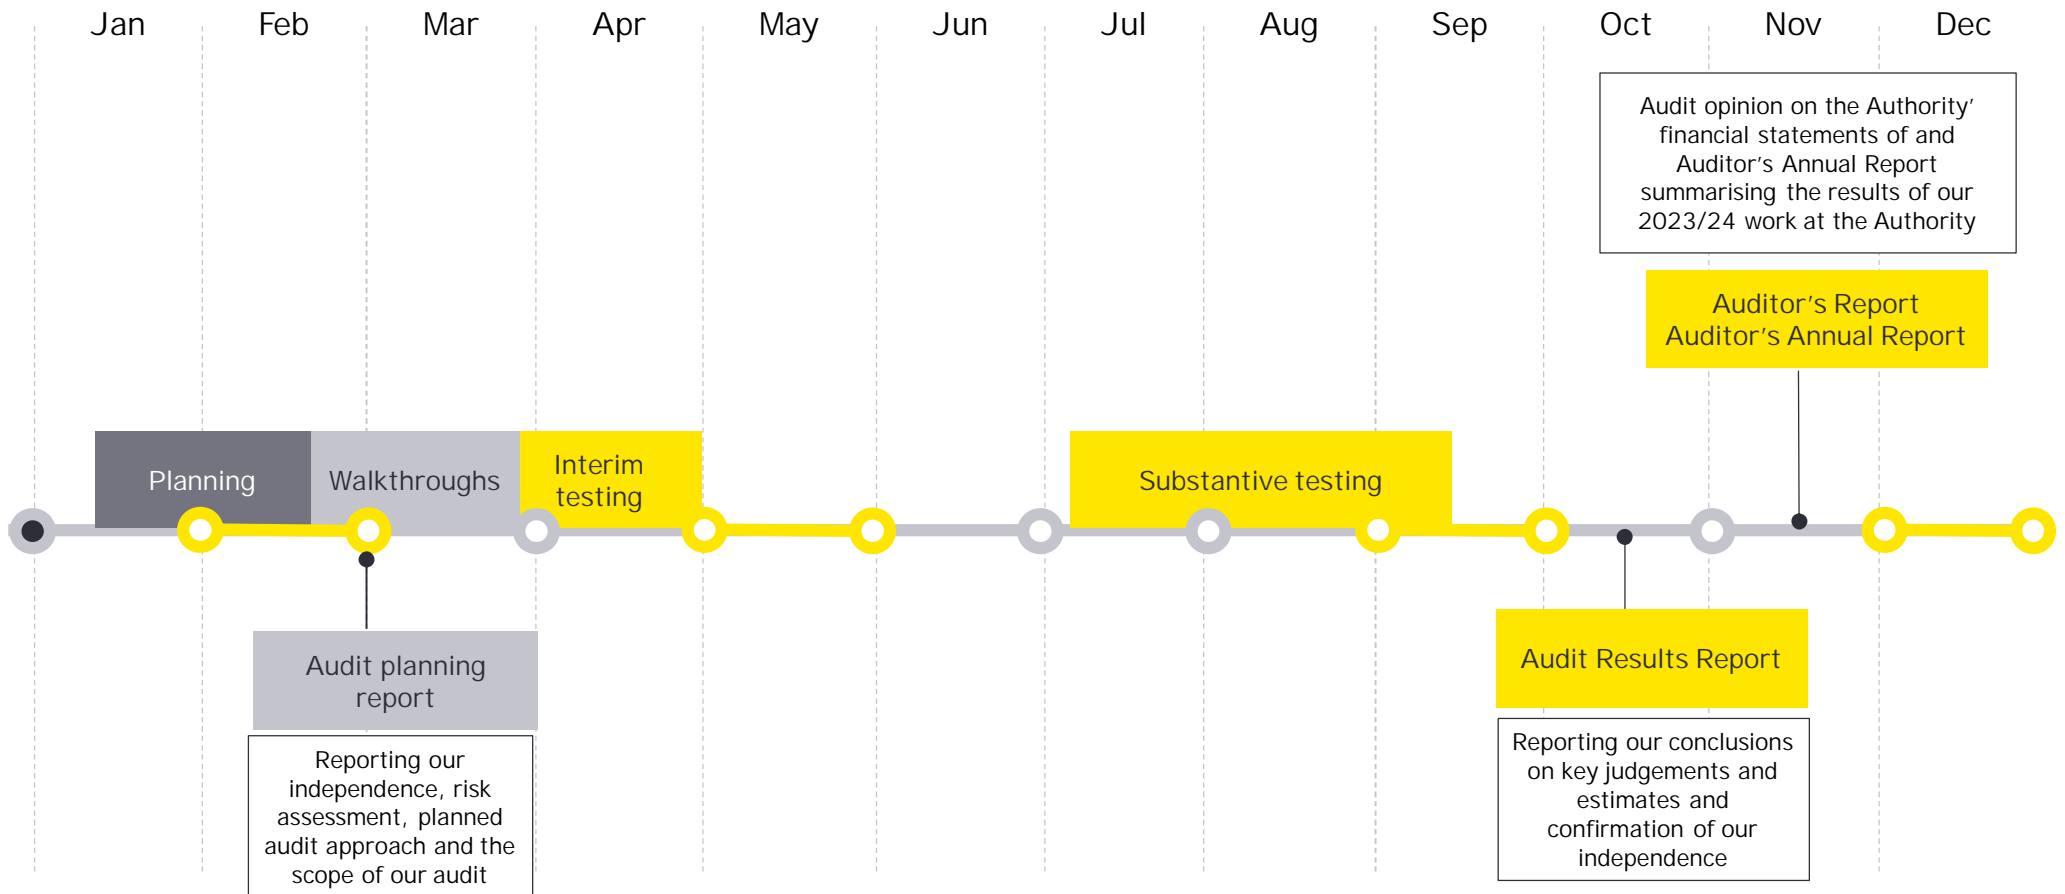 Jan Feb Mar Apr May Jun Jul Aug Sep Oct Nov Dec
Audit opinion on the Authority'
financial statements of and
Auditor's Annual Report
summarising the results of our
2023/24 work at the Authority
Auditor's Report
Auditor's Annual Report
Planning
Walkthroughs
Interim
testing
Substantive testing
Audit planning
report
Reporting our
independence, risk
assessment, planned
audit approach and the
scope of our audit
Audit Results Report
Reporting our conclusions
on key judgements and
estimates and
confirmation of our
independence